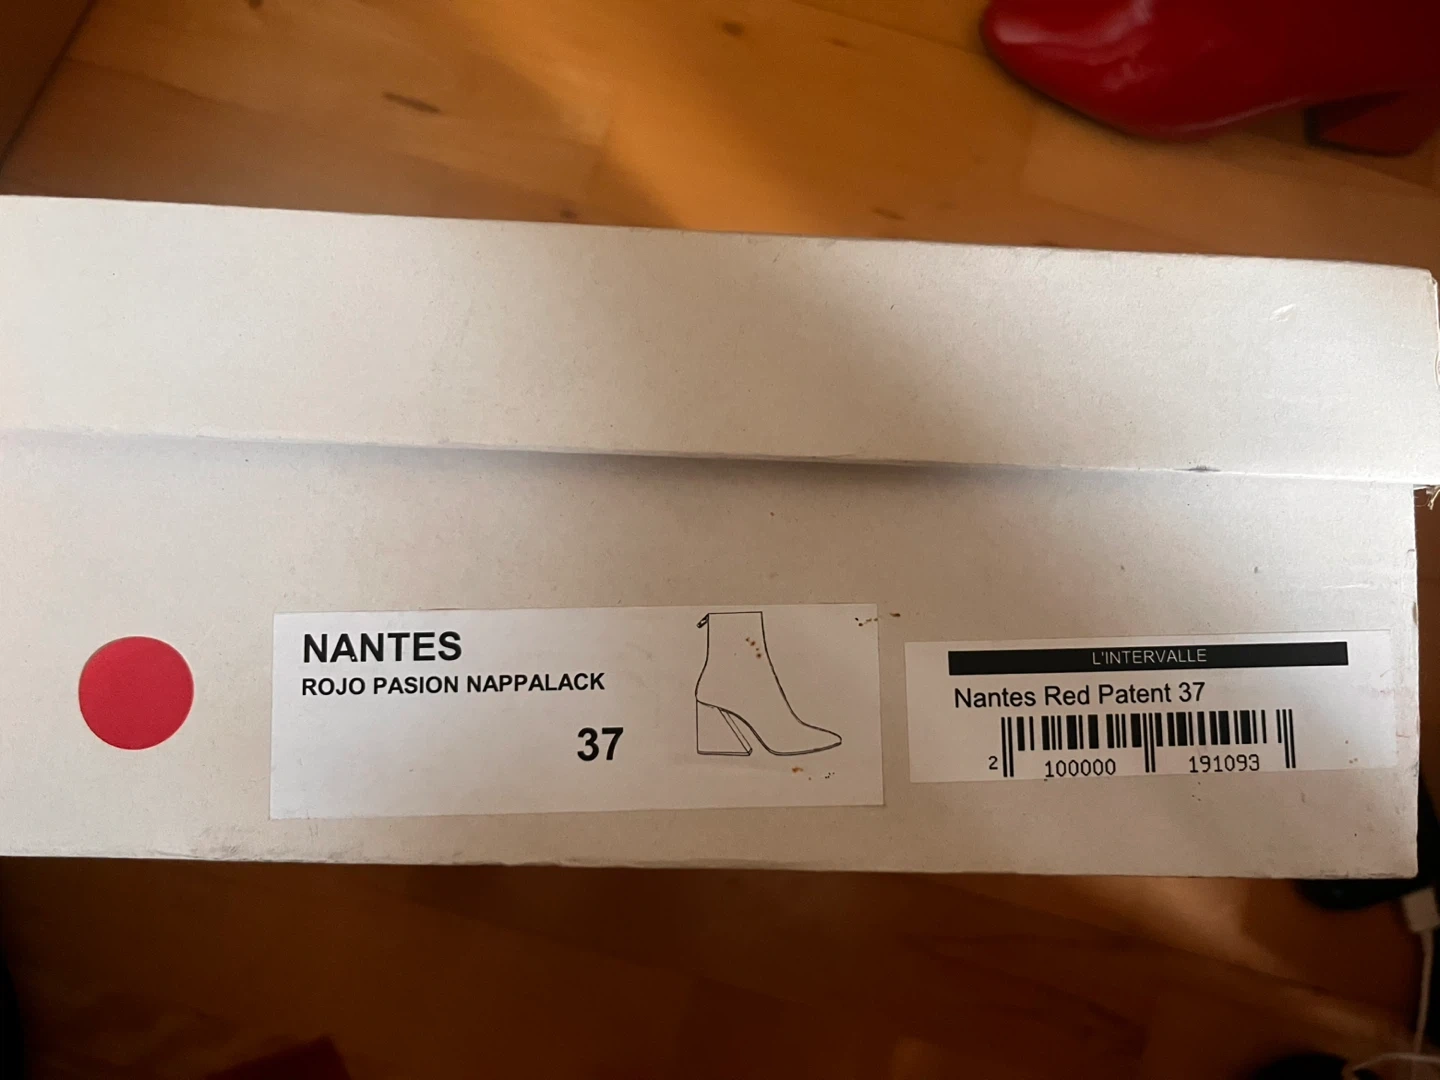 NANTES
ROJO PASION NAPPALACK
37
L'INTERVALLE
Nantes Red Patent 37
2 100000 191093